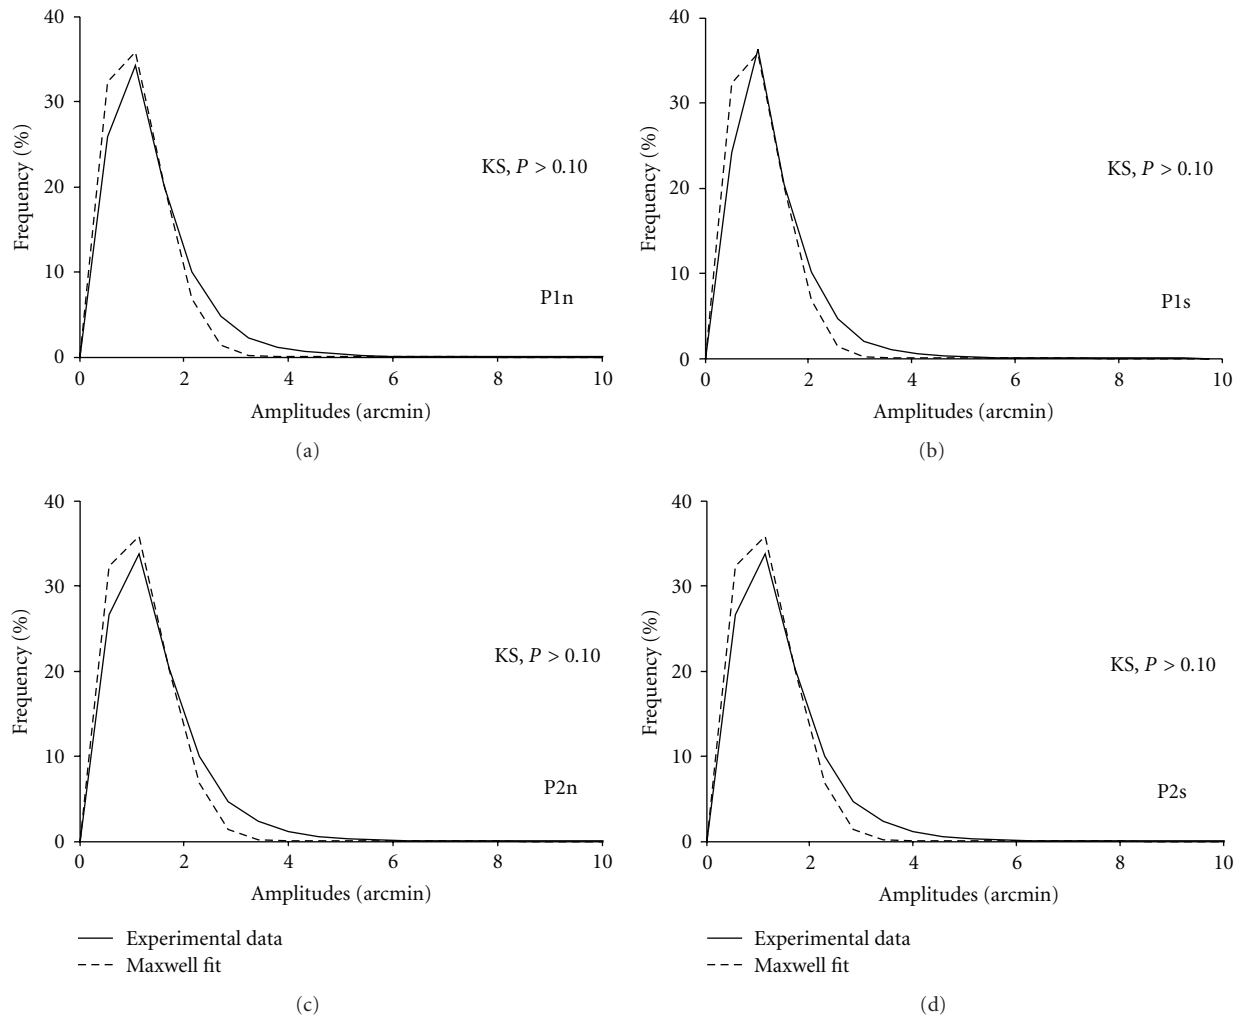 40
30
20
10
0
Frequency (%)
KS, P > 0.10
P1n
0 2 4 6 8 10
Amplitudes (arcmin)
(a)
40
30
20
10
0
Frequency (%)
KS, P > 0.10
P1s
0 2 4 6 8 10
Amplitudes (arcmin)
(b)
40
30
20
10
0
Frequency (%)
KS, P > 0.10
P2n
0 2 4 6 8 10
Amplitudes (arcmin)
Experimental data
Maxwell fit
(c)
40
30
20
10
0
Frequency (%)
KS, P > 0.10
P2s
0 2 4 6 8 10
Amplitudes (arcmin)
Experimental data
Maxwell fit
(d)